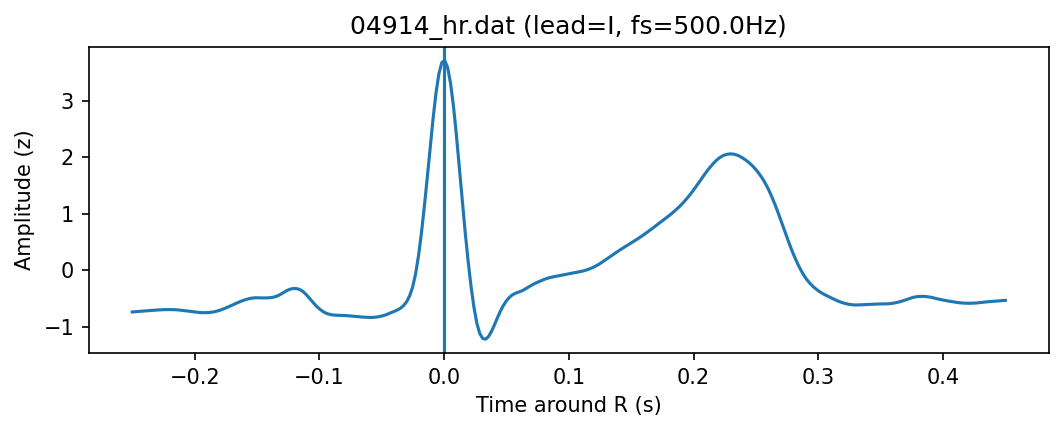 04914_hr.dat (lead=I, fs=500.0Hz)
Amplitude (z)
3
2
1
0
−1
−0.2 −0.1 0.0 0.1 0.2 0.3 0.4
Time around R (s)